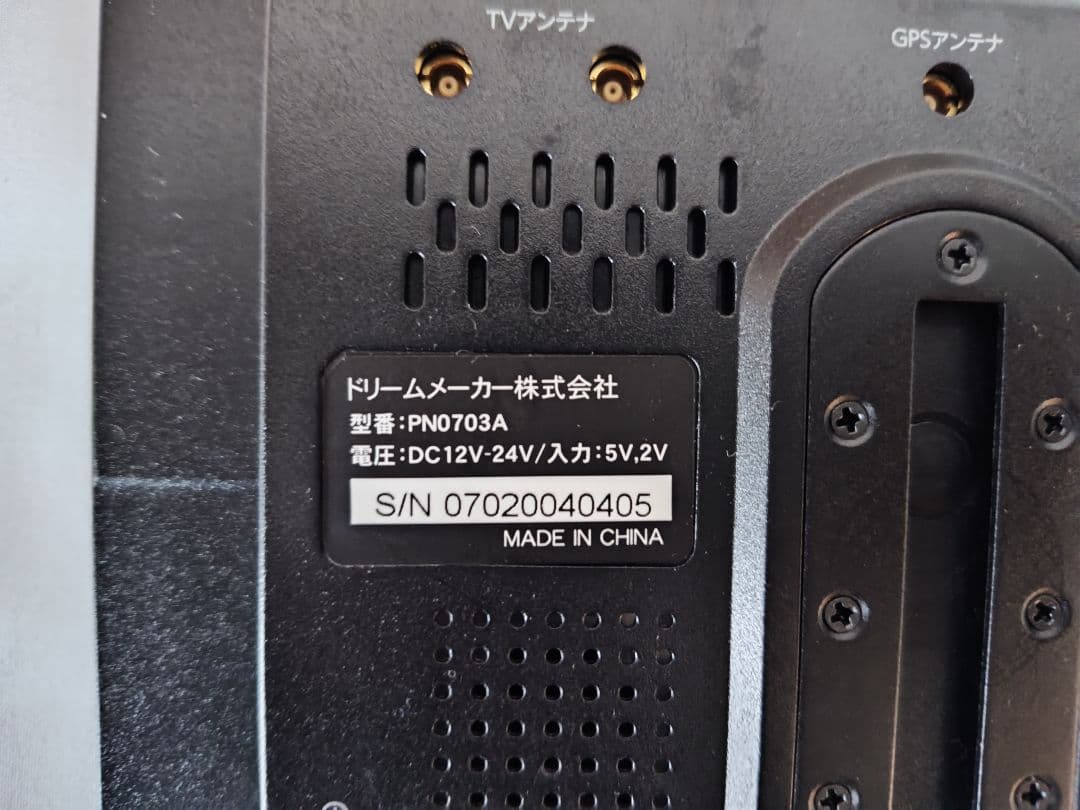 TVアンテナ
GPSアンテナ
ドリームメーカー株式会社
型番:PN0703A
電圧:DC12V-24V/入力:5V,2V
S/N 07020040405
MADE IN CHINA